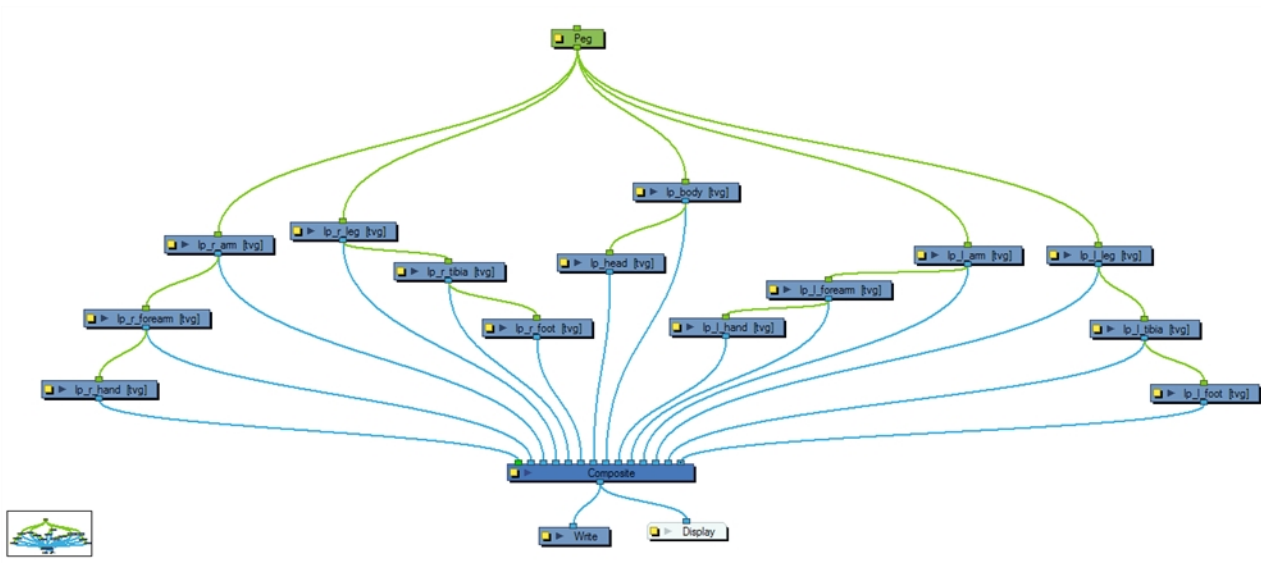 Peg
lp_body [tvg]
lp_r_leg [tvg]
lp_r_arm [tvg]
lp_l_arm [tvg]
lp_l_leg [tvg]
lp_head [tvg]
lp_r_tibia [tvg]
lp_l_forearm [tvg]
lp_r_forearm [tvg]
lp_r_foot [tvg]
lp_l_hand [tvg]
lp_l_tibia [tvg]
lp_r_hand [tvg]
lp_l_foot [tvg]
Composite
Write
Display